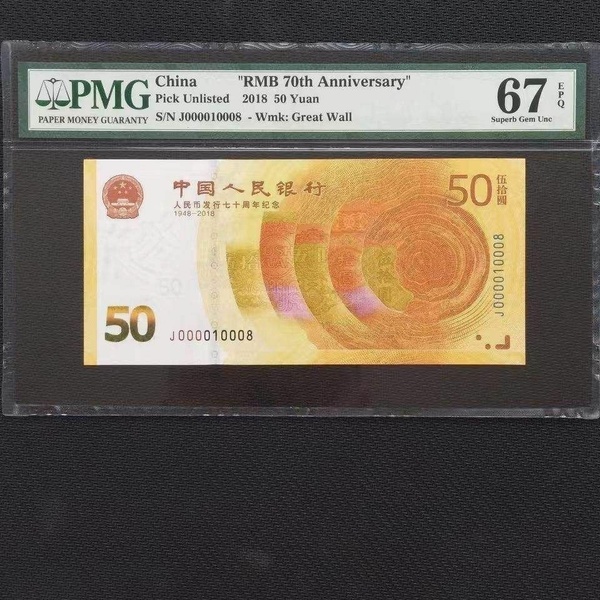 PMG
PAPER MONEY GUARANTY
China "RMB 70th Anniversary"
Pick Unlisted 2018 50 Yuan
S/N J000010008 - Wmk: Great Wall
67 EPQ
Superb Gem Unc
中国人民银行
人民币发行七十周年纪念
1948-2018
50 伍拾圆
50
50
J000010008
J000010008